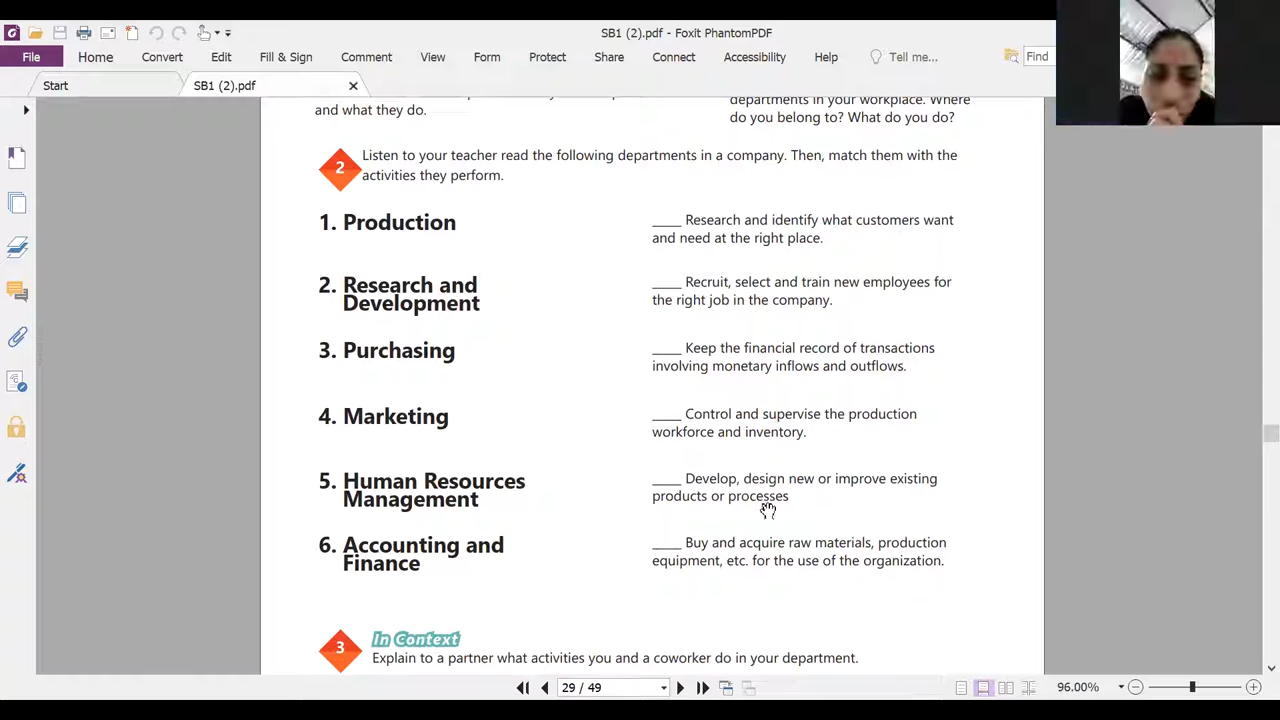 SB1 (2).pdf - Foxit PhantomPDF
File Home Convert Edit Fill & Sign Comment View Form Protect Share Connect Accessibility Help Tell me... Find
Start SB1 (2).pdf
and what they do.
departments in your workplace. Where
do you belong to? What do you do?
2 Listen to your teacher read the following departments in a company. Then, match them with the
activities they perform.
1. Production
____ Research and identify what customers want
and need at the right place.
2. Research and
Development
____ Recruit, select and train new employees for
the right job in the company.
3. Purchasing
____ Keep the financial record of transactions
involving monetary inflows and outflows.
4. Marketing
____ Control and supervise the production
workforce and inventory.
5. Human Resources
Management
____ Develop, design new or improve existing
products or processes
6. Accounting and
Finance
____ Buy and acquire raw materials, production
equipment, etc. for the use of the organization.
3 In Context
Explain to a partner what activities you and a coworker do in your department.
29 / 49 96.00%